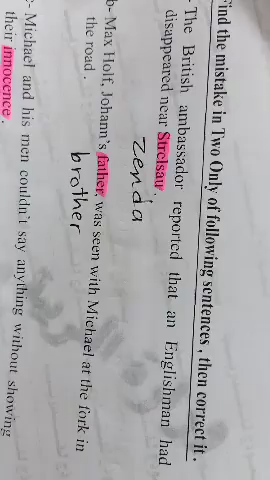 Find the mistake in Two Only of following sentences , then correct it .
- The British ambassador reported that an Englishman had
disappeared near Strelsau.
Zenda
b- Max Holt, Johann's father, was seen with Michael at the fork in
the road.
brother
c- Michael and his men couldn't say anything without showing
their innocence.